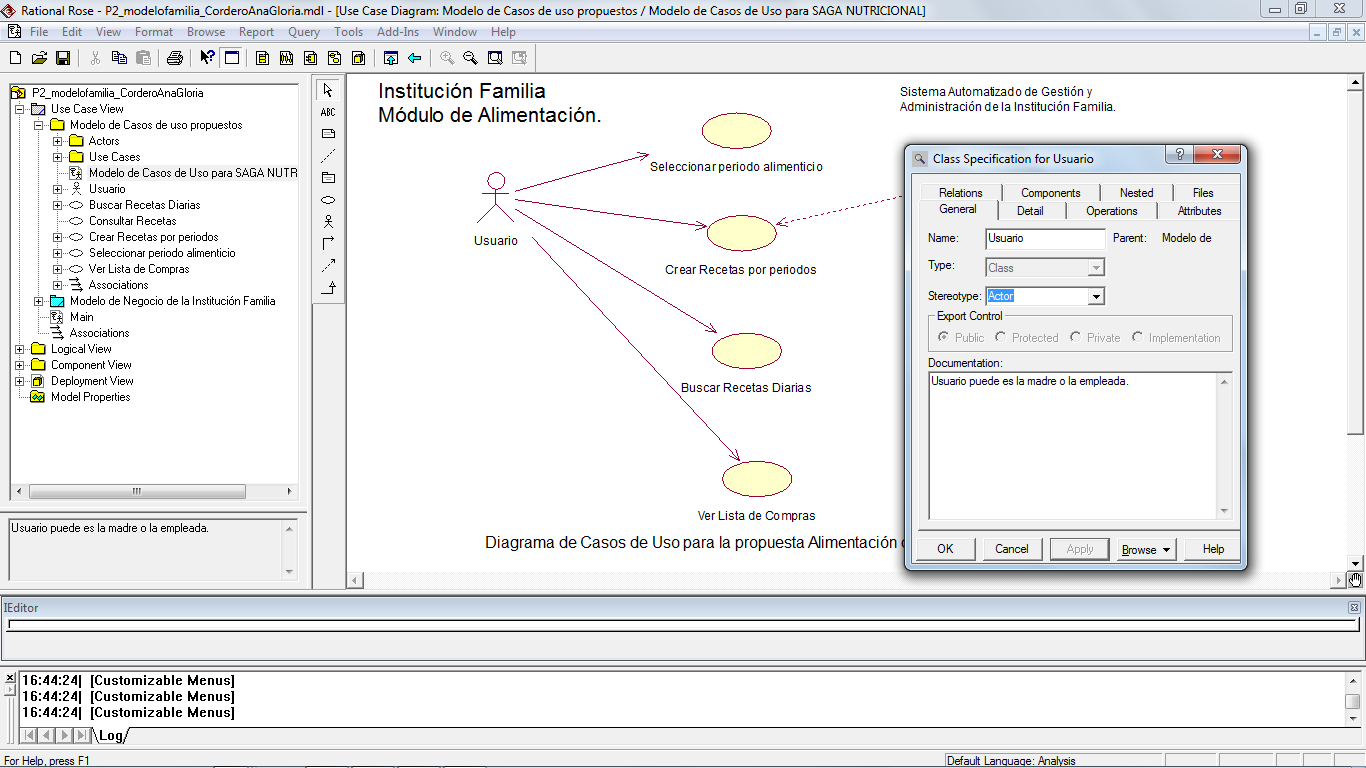 Rational Rose - P2_modelofamilia_CorderoAnaGloria.mdl - [Use Case Diagram: Modelo de Casos de uso propuestos / Modelo de Casos de Uso para SAGA NUTRICIONAL]
File Edit View Format Browse Report Query Tools Add-Ins Window Help
P2_modelofamilia_CorderoAnaGloria
Use Case View
Modelo de Casos de uso propuestos
Actors
Use Cases
Modelo de Casos de Uso para SAGA NUTR
Usuario
Buscar Recetas Diarias
Consultar Recetas
Crear Recetas por periodos
Seleccionar periodo alimenticio
Ver Lista de Compras
Associations
Modelo de Negocio de la Institución Familia
Main
Associations
Logical View
Component View
Deployment View
Model Properties
Usuario puede es la madre o la empleada.
ABC
Institución Familia
Módulo de Alimentación.
Sistema Automatizado de Gestión y
Administración de la Institución Familia.
Seleccionar periodo alimenticio
Usuario
Crear Recetas por periodos
Buscar Recetas Diarias
Ver Lista de Compras
Diagrama de Casos de Uso para la propuesta Alimentación
Class Specification for Usuario
Relations Components Nested Files
General Detail Operations Attributes
Name: Usuario Parent: Modelo de
Type: Class
Stereotype: Actor
Export Control
Public Protected Private Implementation
Documentation:
Usuario puede es la madre o la empleada.
OK Cancel Apply Browse Help
IEditor
16:44:24| [Customizable Menus]
16:44:24| [Customizable Menus]
16:44:24| [Customizable Menus]
Log
For Help, press F1
Default Language: Analysis